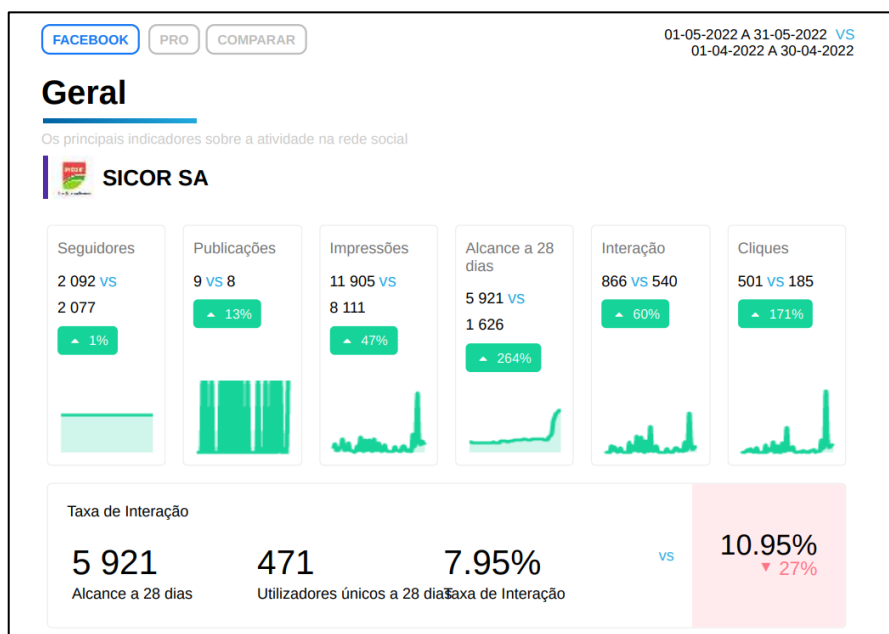 FACEBOOK PRO COMPARAR
01-05-2022 A 31-05-2022 VS
01-04-2022 A 30-04-2022
Geral
Os principais indicadores sobre a atividade na rede social
SICOR SA
Seguidores
2 092 vs
2 077
1%
Publicações
9 vs 8
13%
Impressões
11 905 vs
8 111
47%
Alcance a 28
dias
5 921 vs
1 626
264%
Interação
866 vs 540
60%
Cliques
501 vs 185
171%
Taxa de Interação
5 921
Alcance a 28 dias
471
Utilizadores únicos a 28 dias
7.95%
Taxa de Interação
vs
10.95%
27%